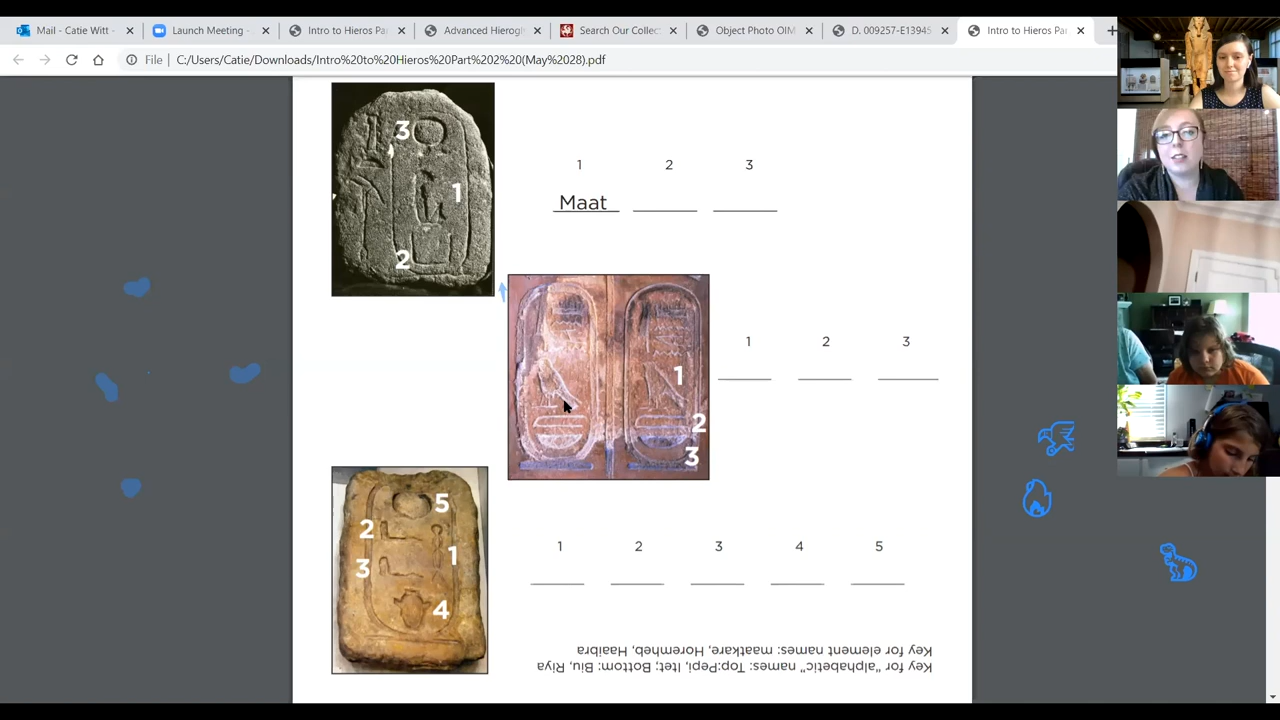 Mail - Catie Witt -
Launch Meeting -
Intro to Hieros Par
Advanced Hierogl
Search Our Collec
Object Photo OIM
D. 009257-E13945
Intro to Hieros Par
File
C:/Users/Catie/Downloads/Intro%20to%20Hieros%20Part%202%20(May%2028).pdf
3
1
2
1 2 3
Maat
1
2
3
1 2 3
5
2
1
3
4
1 2 3 4 5
Key for "alphabetic" names: Top:Pepi, Itet; Bottom: Biu, Riya
Key for element names: maatkare, Horemheb, Haaibra